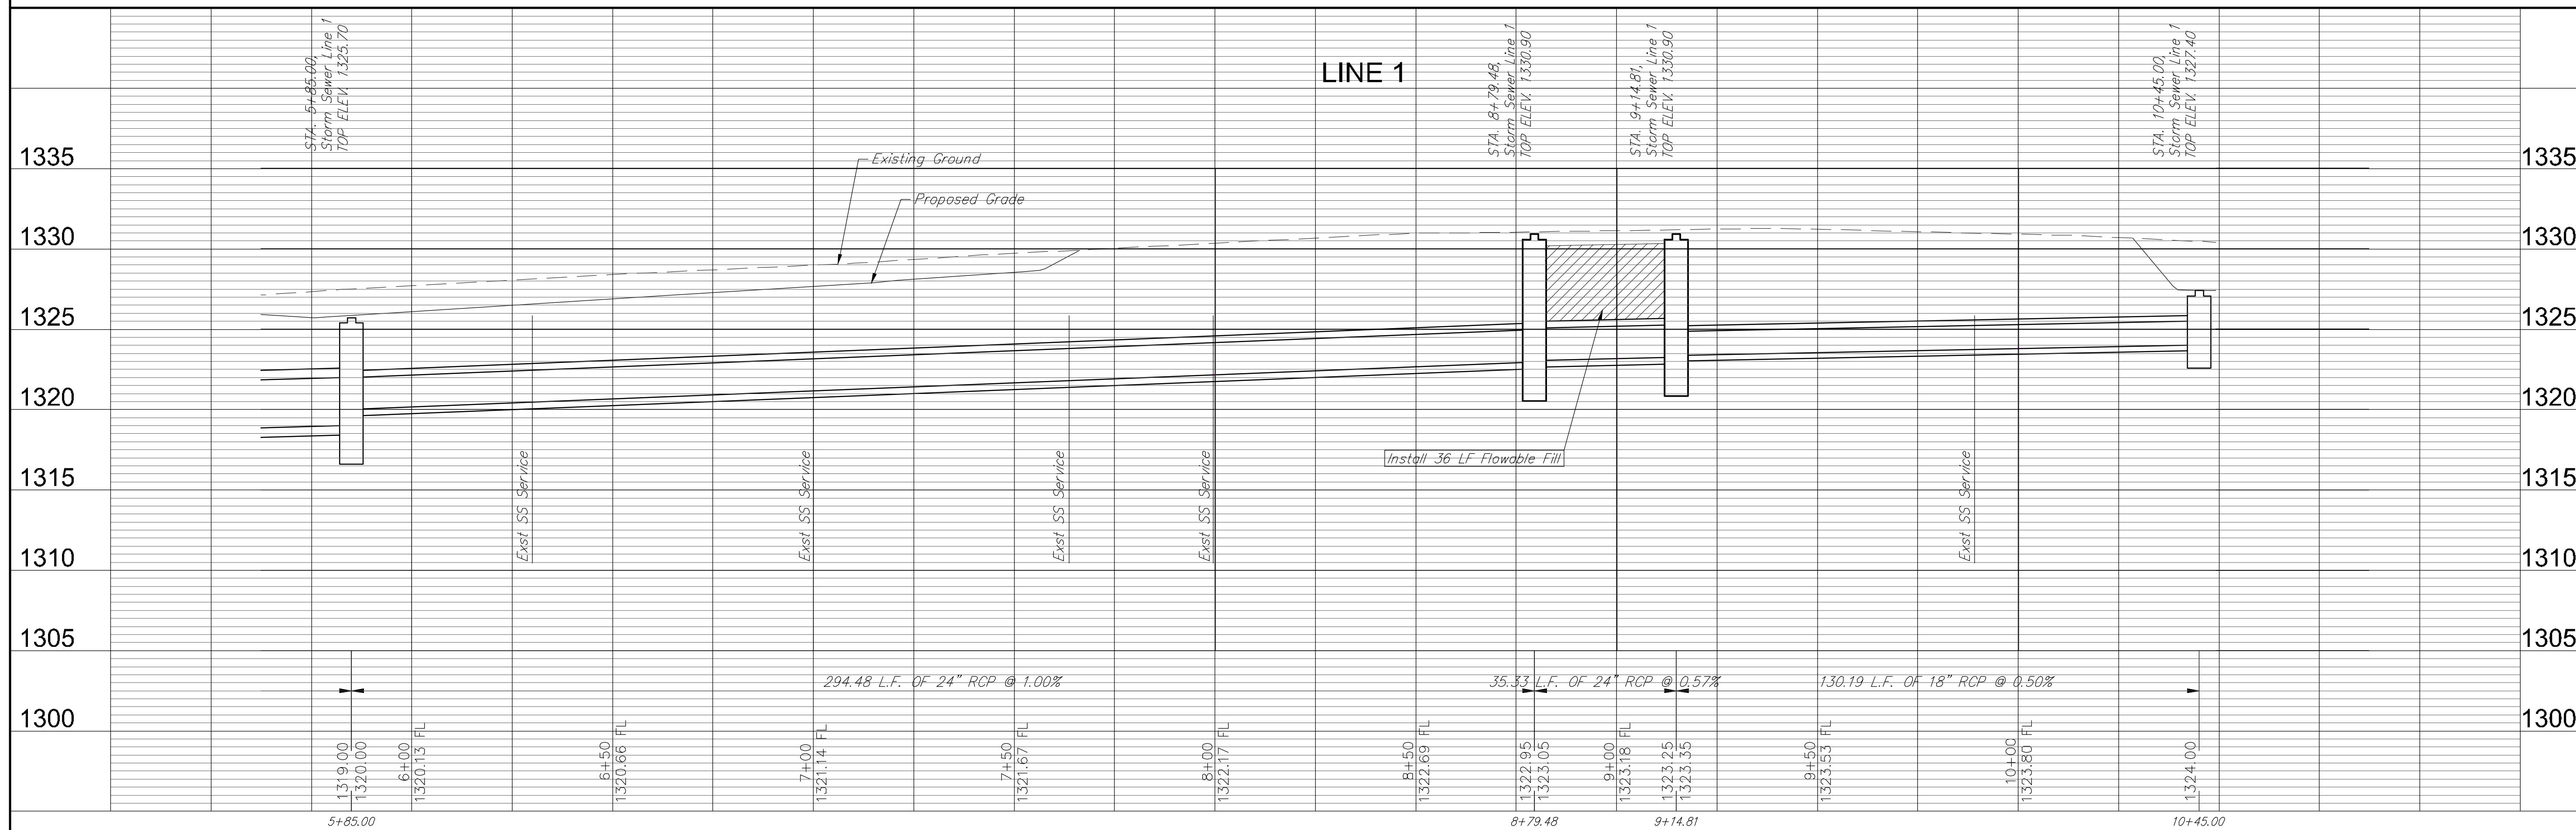 STA. 5+85.00,
Storm Sewer Line 1
TOP ELEV. 1325.70
LINE 1
STA. 8+79.48,
Storm Sewer Line 1
TOP ELEV. 1330.90
STA. 9+14.81,
Storm Sewer Line 1
TOP ELEV. 1330.90
STA. 10+45.00,
Storm Sewer Line 1
TOP ELEV. 1327.40
1335
1335
Existing Ground
Proposed Grade
1330
1330
1325
1325
1320
1320
Exst SS Service
Exst SS Service
Exst SS Service
Exst SS Service
Install 36 LF Flowable Fill
Exst SS Service
1315
1315
1310
1310
1305
1305
294.48 L.F. OF 24" RCP @ 1.00%
35.33 L.F. OF 24" RCP @ 0.57%
130.19 L.F. OF 18" RCP @ 0.50%
1300
1300
1319.00
1320.00
6+00
1320.13 FL
6+50
1320.66 FL
7+00
1321.14 FL
7+50
1321.67 FL
8+00
1322.17 FL
8+50
1322.69 FL
1322.95
1323.05
9+00
1323.18 FL
1323.25
1323.35
9+50
1323.53 FL
10+00
1323.80 FL
1324.00
5+85.00
8+79.48
9+14.81
10+45.00